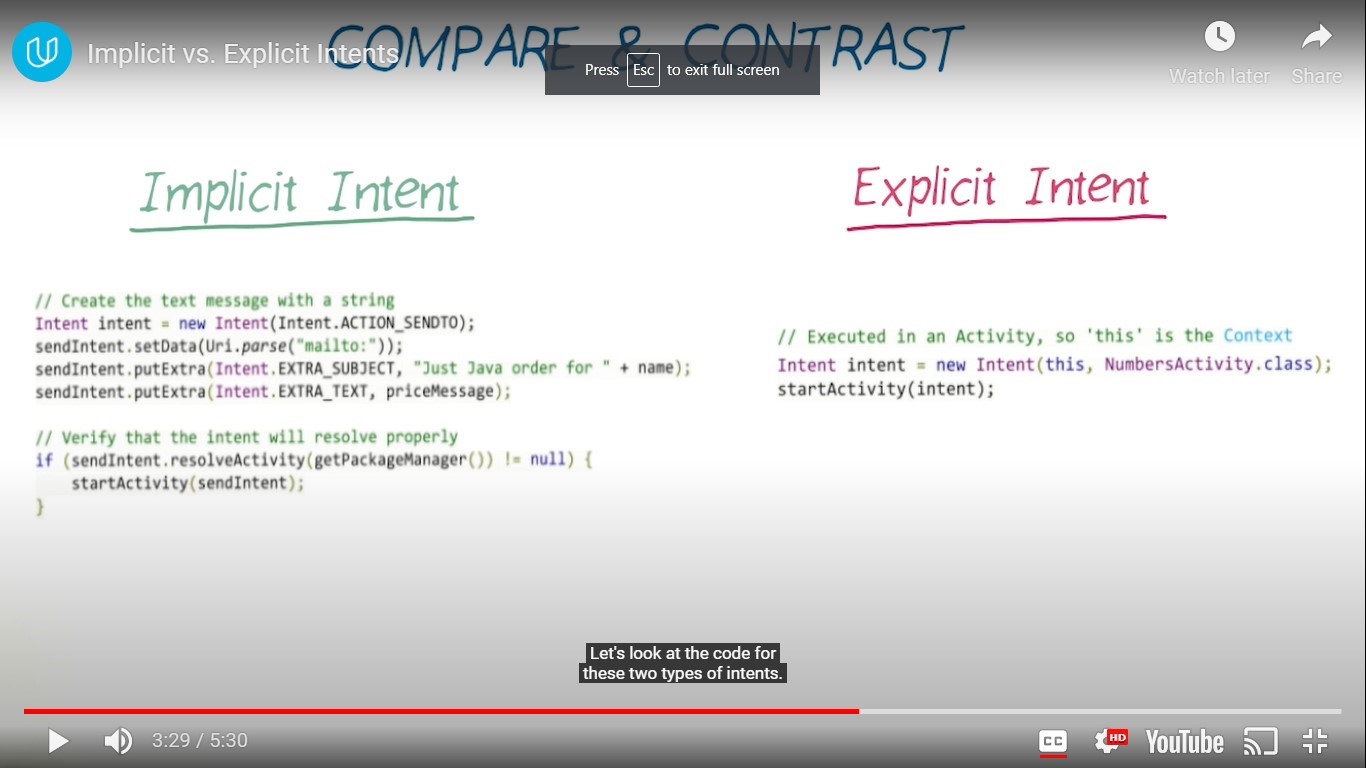 COMPARE & CONTRAST
Implicit vs. Explicit Intents
Press Esc to exit full screen
Watch later
Share
Implicit Intent
// Create the text message with a string
Intent intent = new Intent(Intent.ACTION_SENDTO);
sendIntent.setData(Uri.parse("mailto:"));
sendIntent.putExtra(Intent.EXTRA_SUBJECT, "Just Java order for " + name);
sendIntent.putExtra(Intent.EXTRA_TEXT, priceMessage);
// Verify that the intent will resolve properly
if (sendIntent.resolveActivity(getPackageManager()) != null) {
startActivity(sendIntent);
}
Explicit Intent
// Executed in an Activity, so 'this' is the Context
Intent intent = new Intent(this, NumbersActivity.class);
startActivity(intent);
Let's look at the code for
these two types of intents.
3:29 / 5:30
CC
HD
YouTube